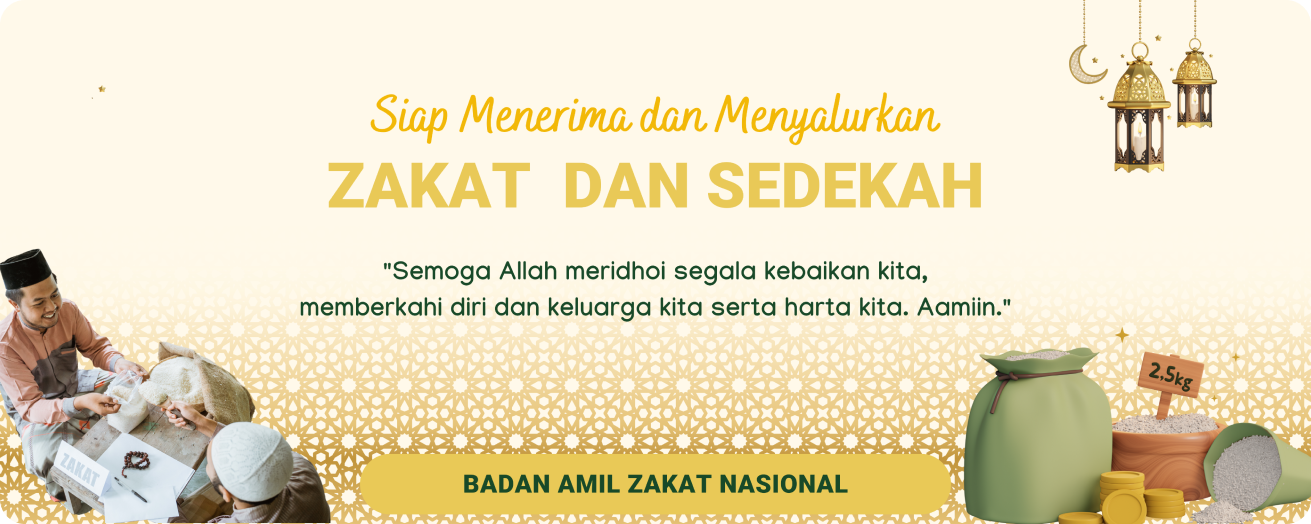 Siap Menerima dan Menyalurkan
ZAKAT DAN SEDEKAH
"Semoga Allah meridhoi segala kebaikan kita,
memberkahi diri dan keluarga kita serta harta kita. Aamiin."
2,5kg
ZAKAT
BADAN AMIL ZAKAT NASIONAL